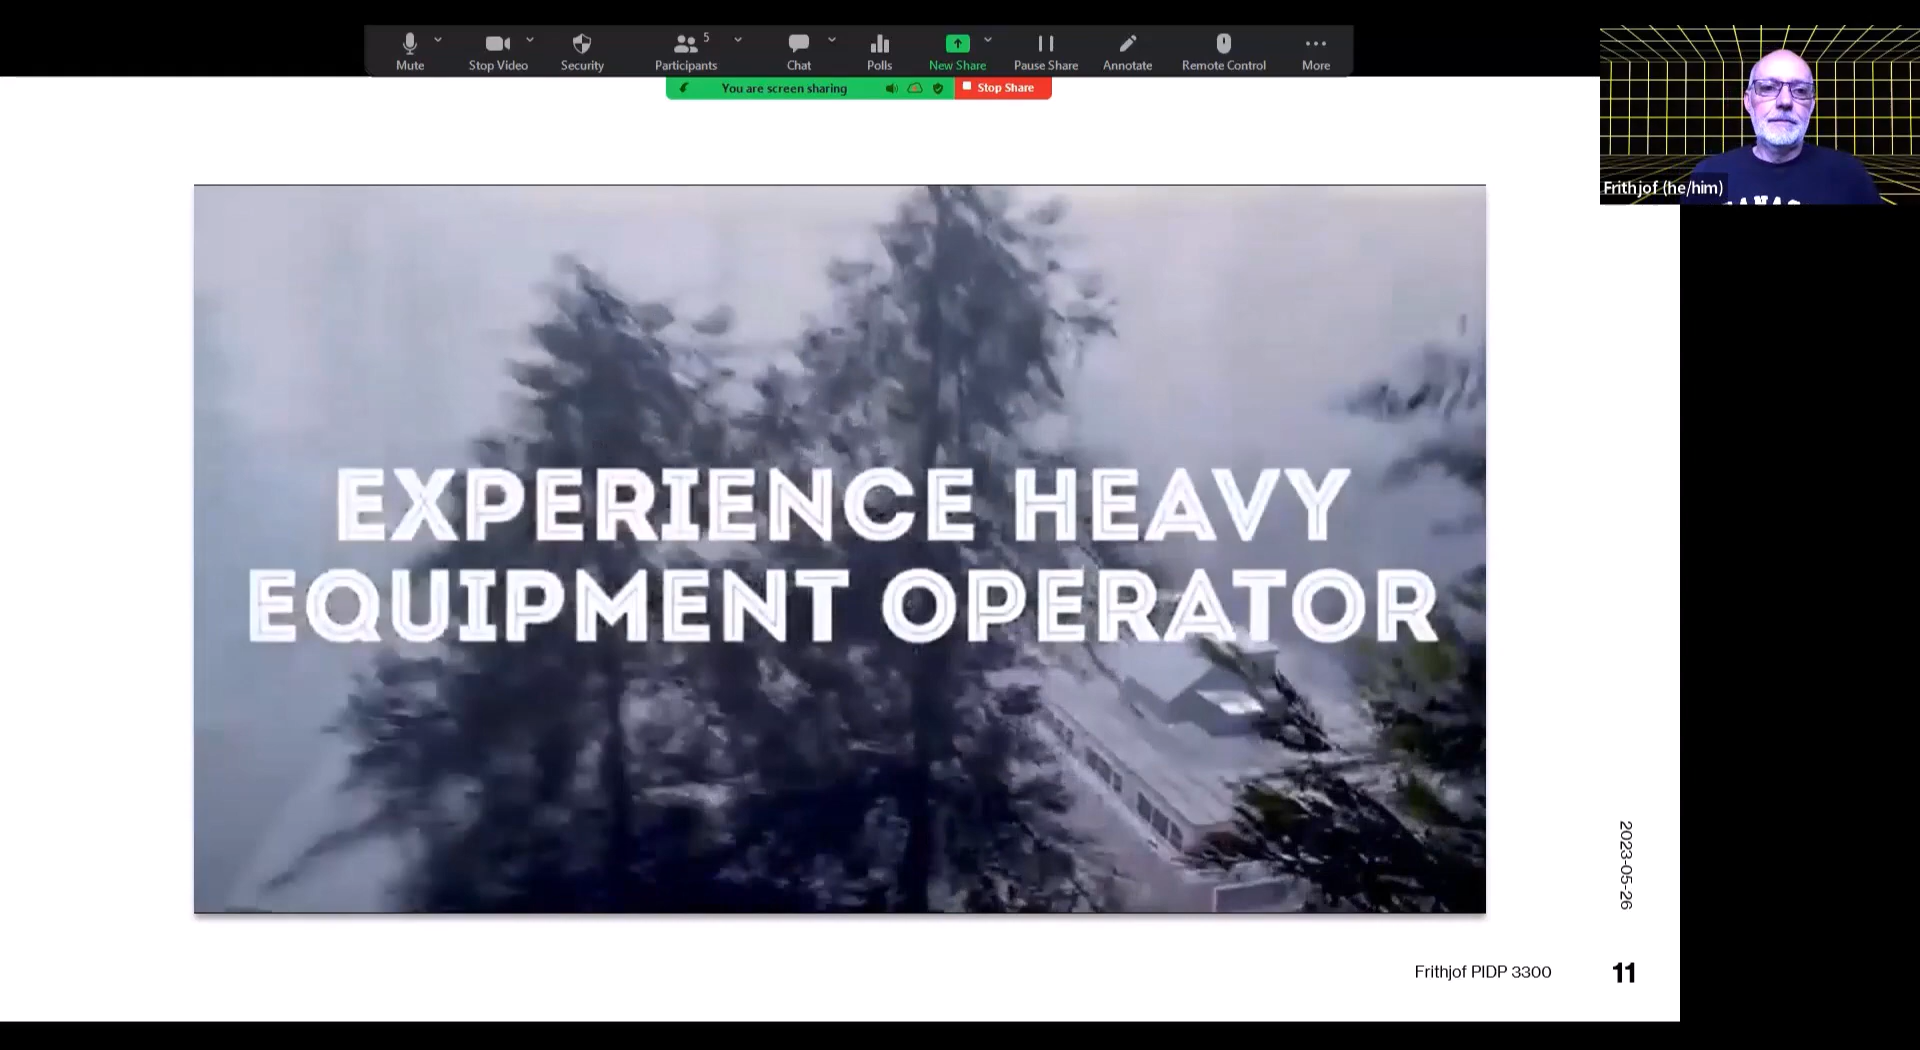 Mute
Stop Video
Security
Participants
5
Chat
Polls
New Share
Pause Share
Annotate
Remote Control
More
You are screen sharing
Stop Share
Frithjof (he/him)
EXPERIENCE HEAVY
EQUIPMENT OPERATOR
2023-05-26
Frithjof PIDP 3300
11